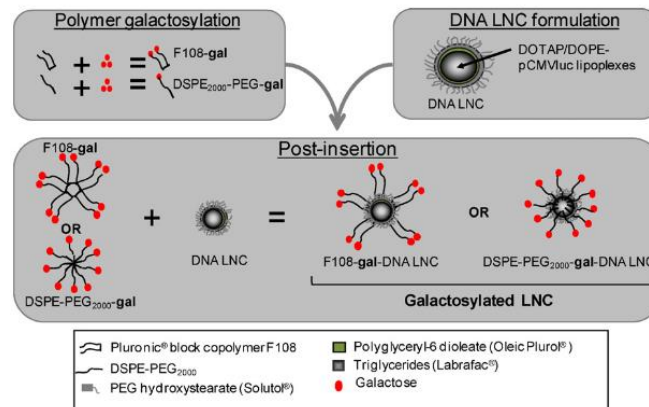 Polymer galactosylation
F108-gal
DSPE2000-PEG-gal
DNA LNC formulation
DOTAP/DOPE-
pCMVluc lipoplexes
DNA LNC
Post-insertion
F108-gal
OR
DSPE-PEG2000-gal
DNA LNC
F108-gal-DNA LNC
OR
DSPE-PEG2000-gal-DNA LNC
Galactosylated LNC
Pluronic® block copolymer F108
DSPE-PEG2000
PEG hydroxystearate (Solutol®)
Polyglyceryl-6 dioleate (Oleic Plurol®)
Triglycerides (Labrafac®)
Galactose